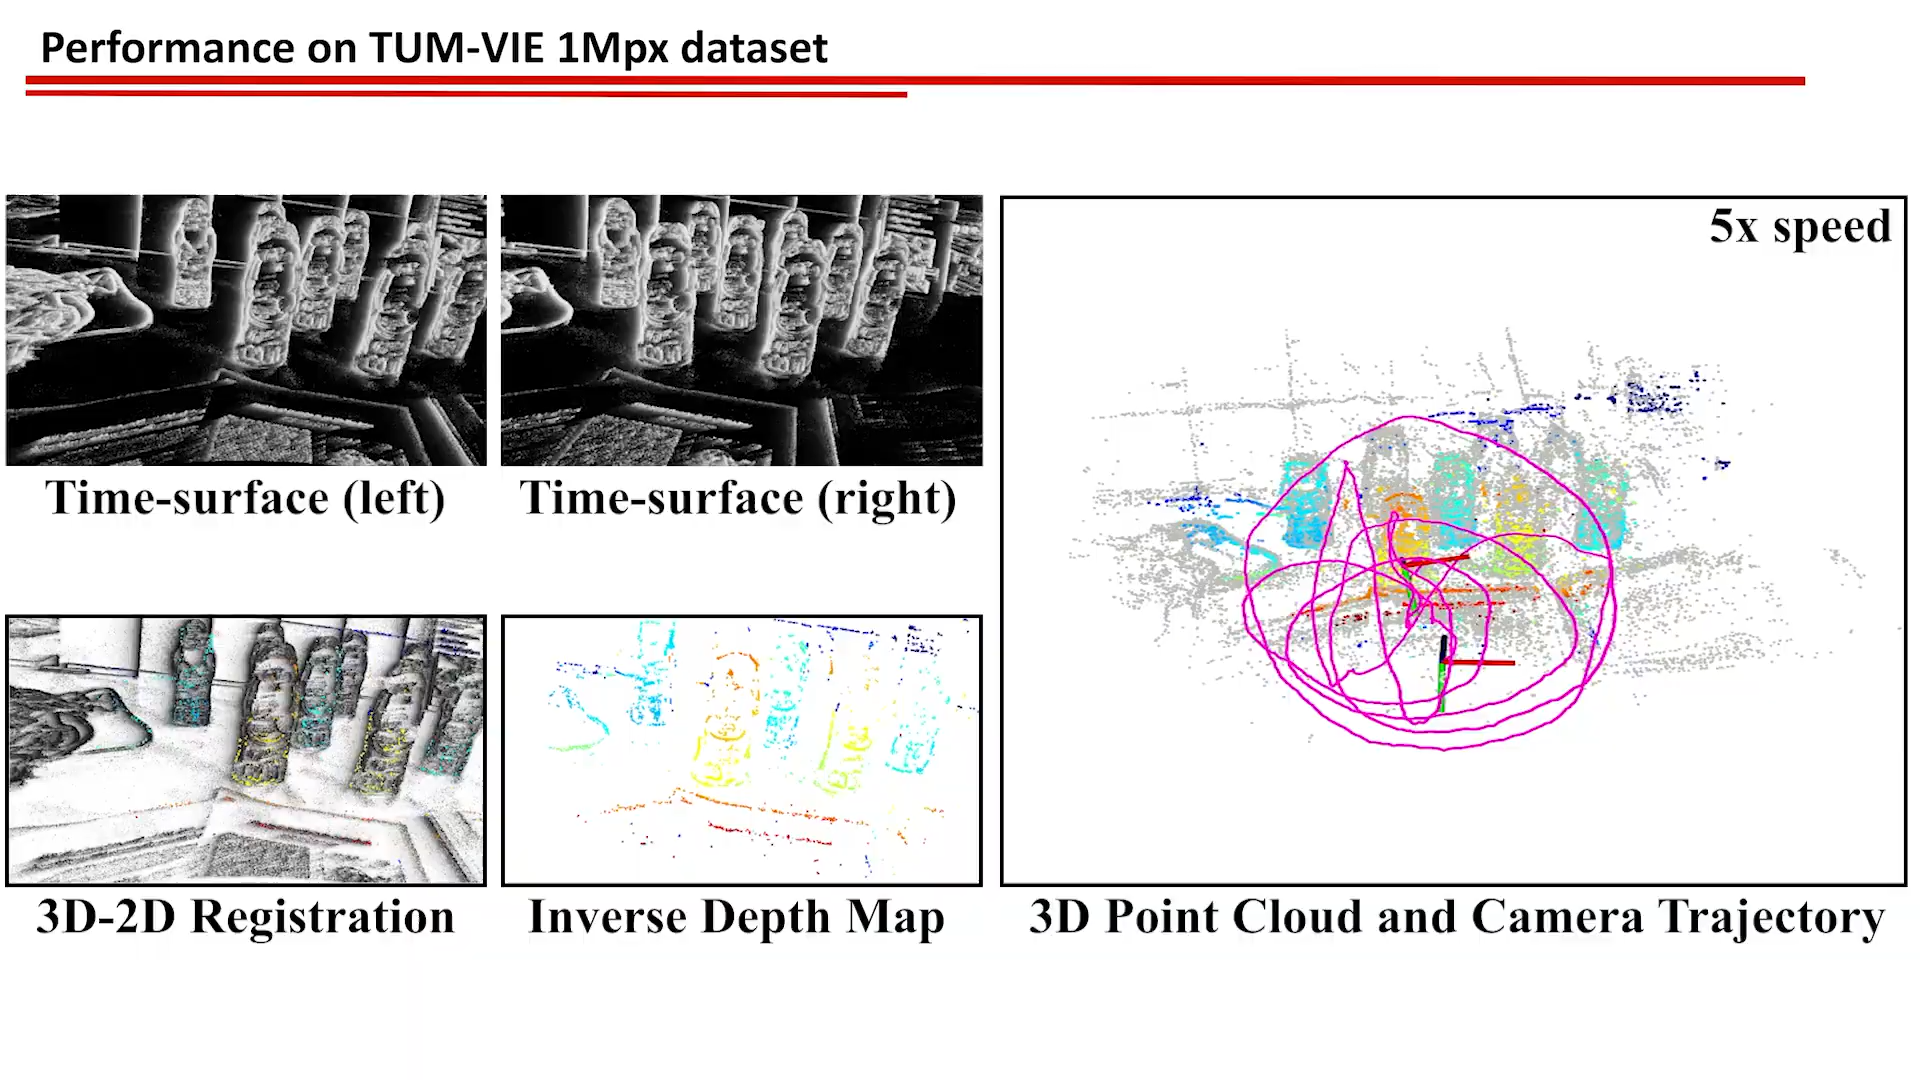 Performance on TUM-VIE 1Mpx dataset
5x speed
Time-surface (left)
Time-surface (right)
3D-2D Registration
Inverse Depth Map
3D Point Cloud and Camera Trajectory